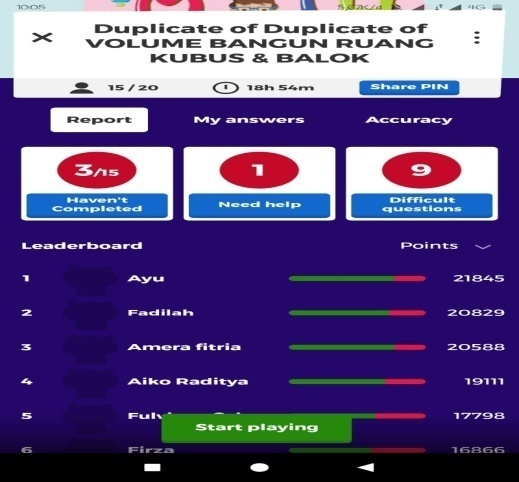 10:05
4G
Duplicate of Duplicate of
VOLUME BANGUN RUANG
KUBUS & BALOK
15 / 20
18h 54m
Share PIN
Report
My answers
Accuracy
3/15
Haven't
Completed
1
Need help
9
Difficult
questions
Leaderboard
Points
1 Ayu 21845
2 Fadilah 20829
3 Amera fitria 20588
4 Aiko Raditya 19111
5 17798
Start playing
6 Firza 16866